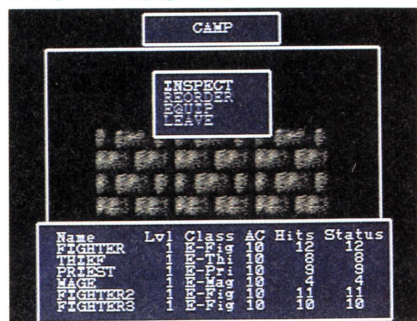 CAMP
INSPECT
REORDER
EQUIP
LEAVE
Name Lvl Class AC Hits Status
FIGHTER 1 E-Fig 10 12 12
THIEF 1 E-Thi 10 8 8
PRIEST 1 E-Pri 10 9 9
MAGE 1 E-Mag 10 4 4
FIGHTER2 1 E-Fig 10 11 11
FIGHTER3 1 E-Fig 10 10 10